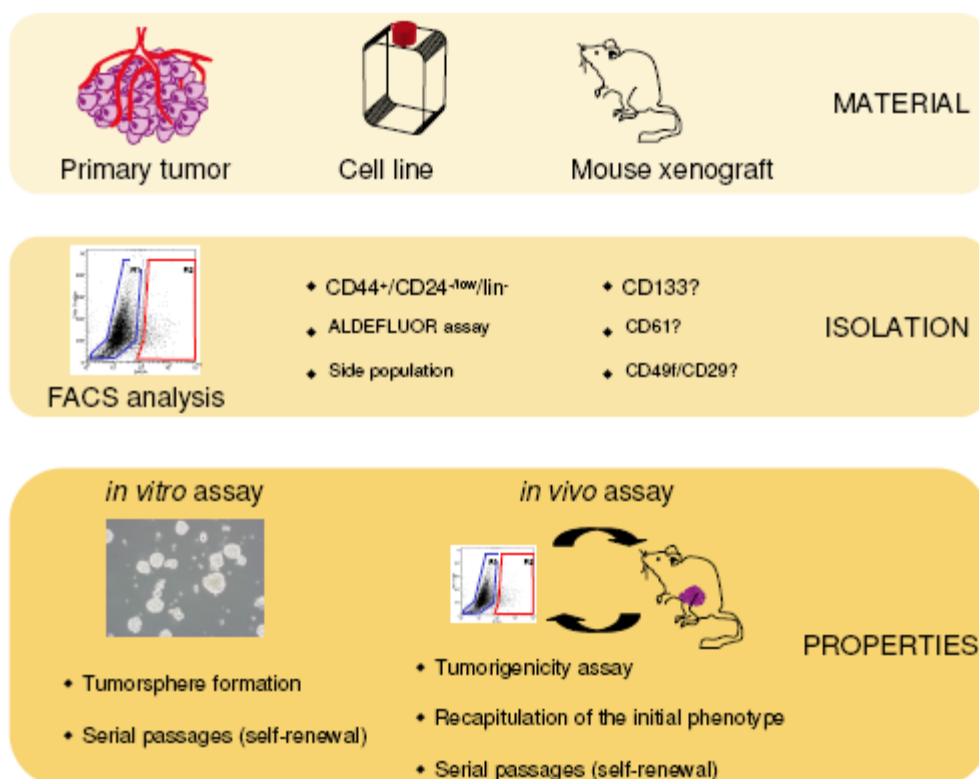 MATERIAL
Primary tumor
Cell line
Mouse xenograft
CD44⁺/CD24⁻ᐟˡᵒʷ/lin⁻
CD133?
ALDEFLUOR assay
CD61?
ISOLATION
Side population
CD49f/CD29?
FACS analysis
in vitro assay
in vivo assay
PROPERTIES
Tumorsphere formation
Serial passages (self-renewal)
Tumorigenicity assay
Recapitulation of the initial phenotype
Serial passages (self-renewal)